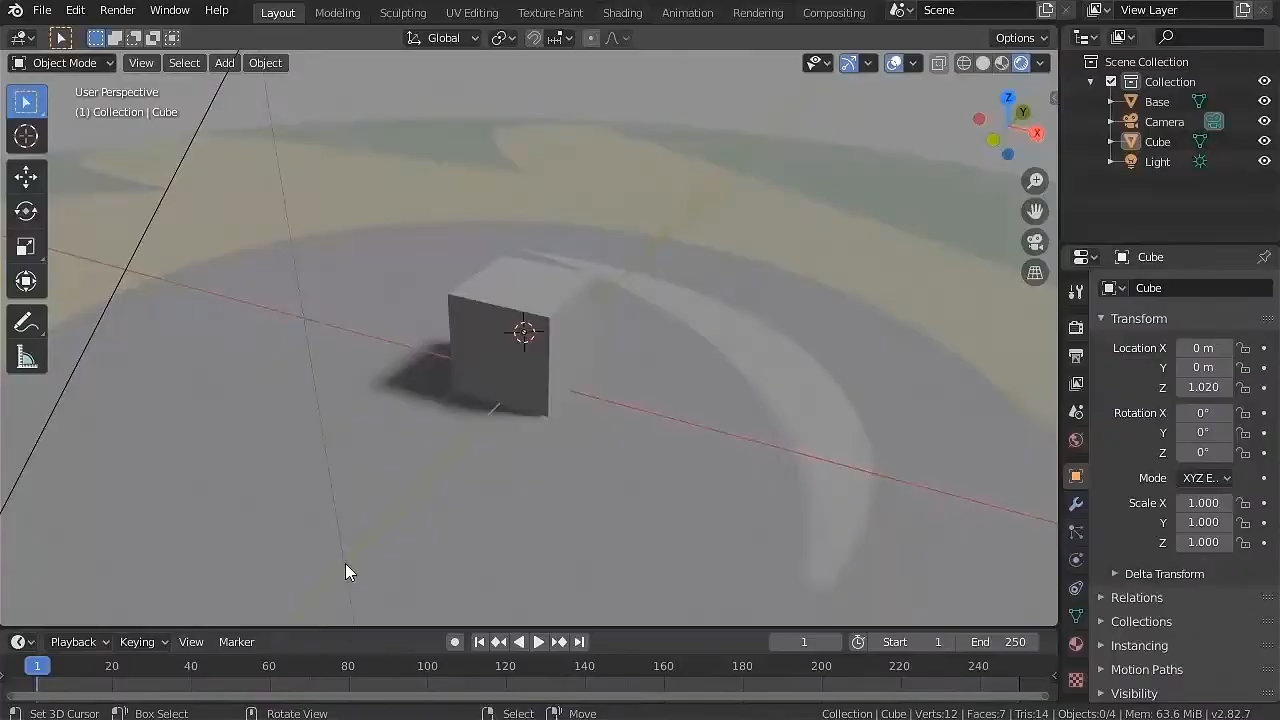 File Edit Render Window Help Layout Modeling Sculpting UV Editing Texture Paint Shading Animation Rendering Compositing Scene View Layer
Global Options
Object Mode View Select Add Object
User Perspective
(1) Collection | Cube
Z
Y
X
Scene Collection
Collection
Base
Camera
Cube
Light
Cube
Cube
Transform
Location X 0 m
Y 0 m
Z 1.020
Rotation X 0°
Y 0°
Z 0°
Mode XYZ E..
Scale X 1.000
Y 1.000
Z 1.000
Delta Transform
Relations
Collections
Instancing
Motion Paths
Visibility
Playback Keying View Marker 1 Start 1 End 250
1 20 40 60 80 100 120 140 160 180 200 220 240
Set 3D Cursor Box Select Rotate View Select Move Collection | Cube | Verts:12 | Faces:7 | Tris:14 | Objects:0/4 | Mem: 63.6 MiB | v2.82.7